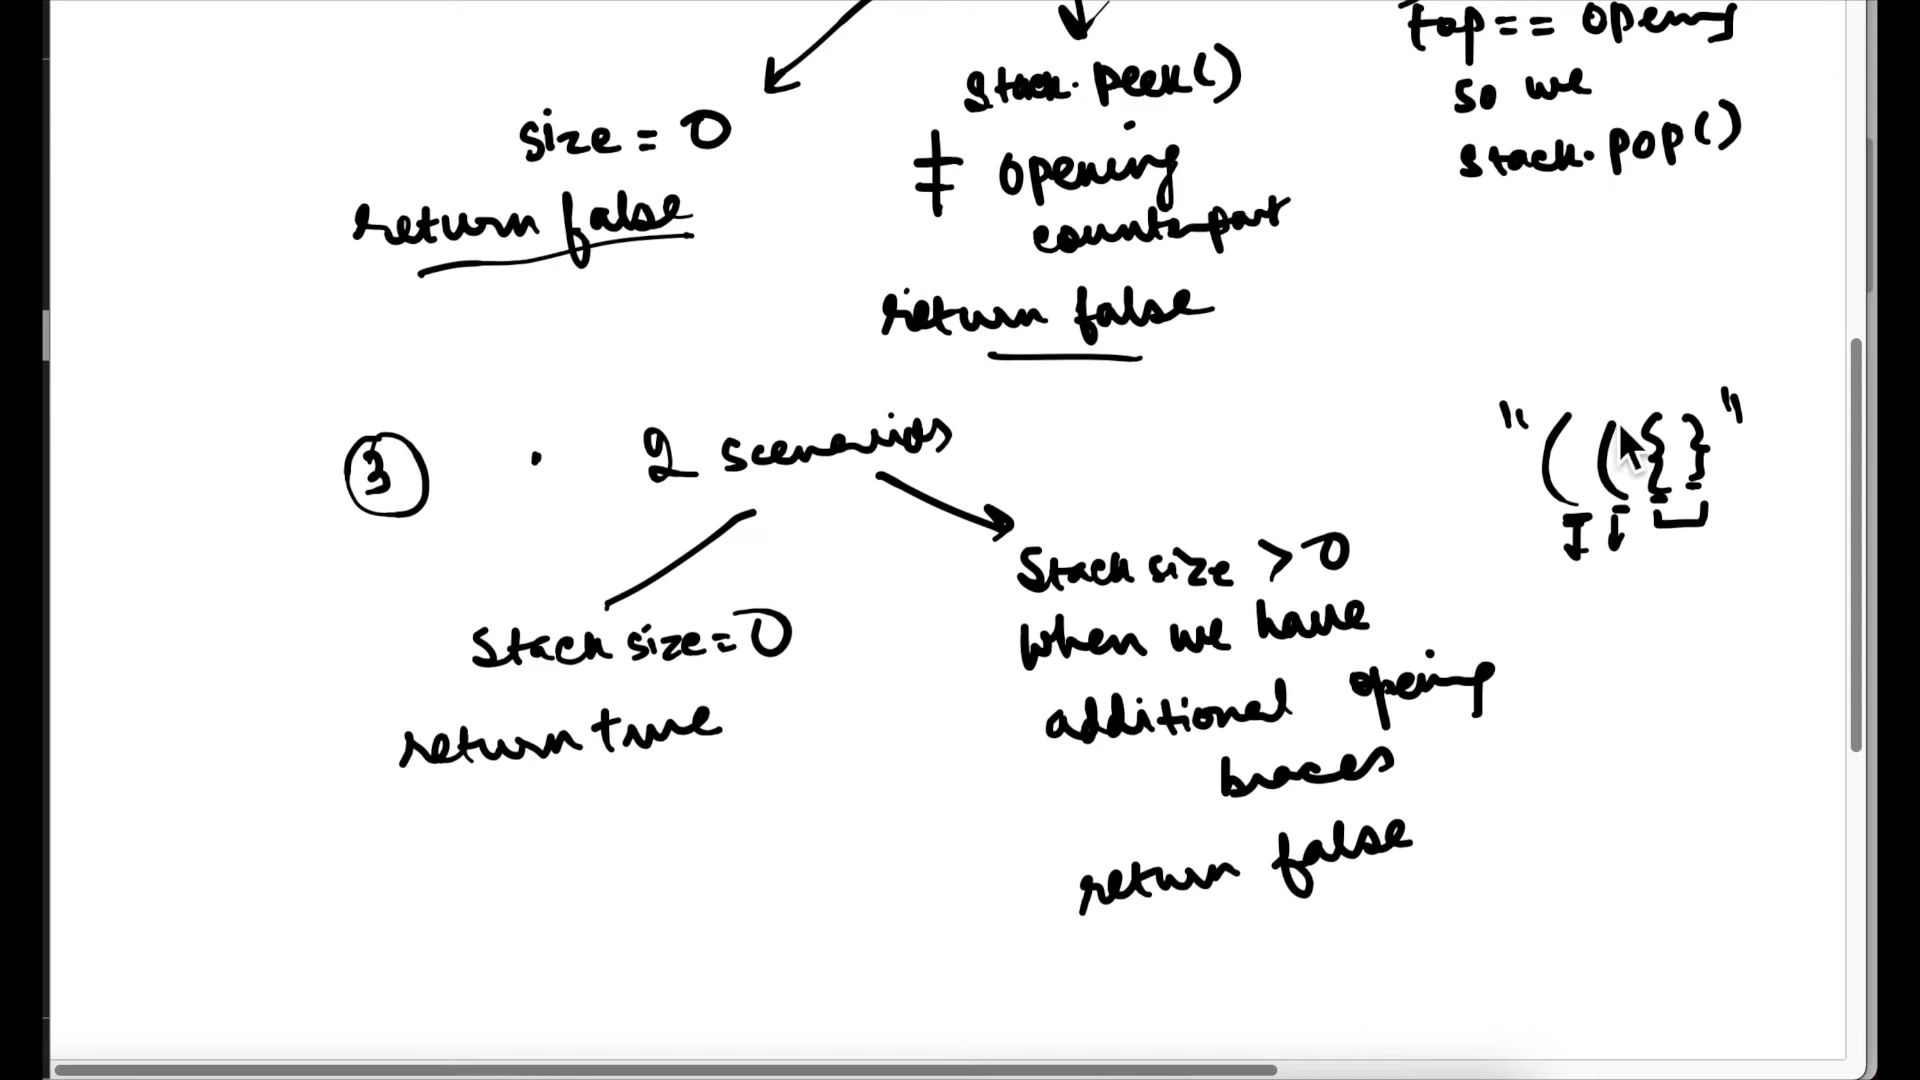 size = 0
return false
stack.peek()
≠ opening
counterpart
return false
top == opening
so we
stack.pop()
③ . 2 scenarios
Stack size = 0
return true
Stack size > 0
when we have
additional opening
braces
return false
"(({}"